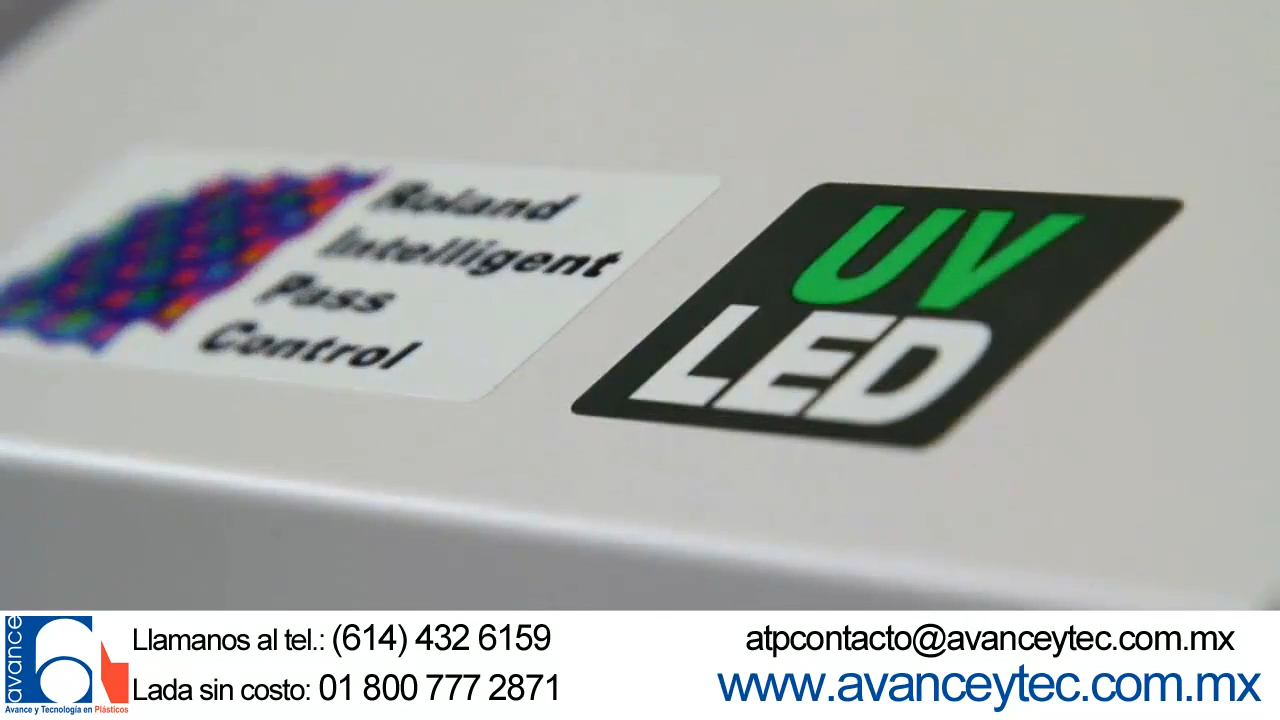 Roland
Intelligent
Pass
Control
UV
LED
avance
Avance y Tecnología en Plásticos
Llamanos al tel.: (614) 432 6159
Lada sin costo: 01 800 777 2871
atpcontacto@avanceytec.com.mx
www.avanceytec.com.mx